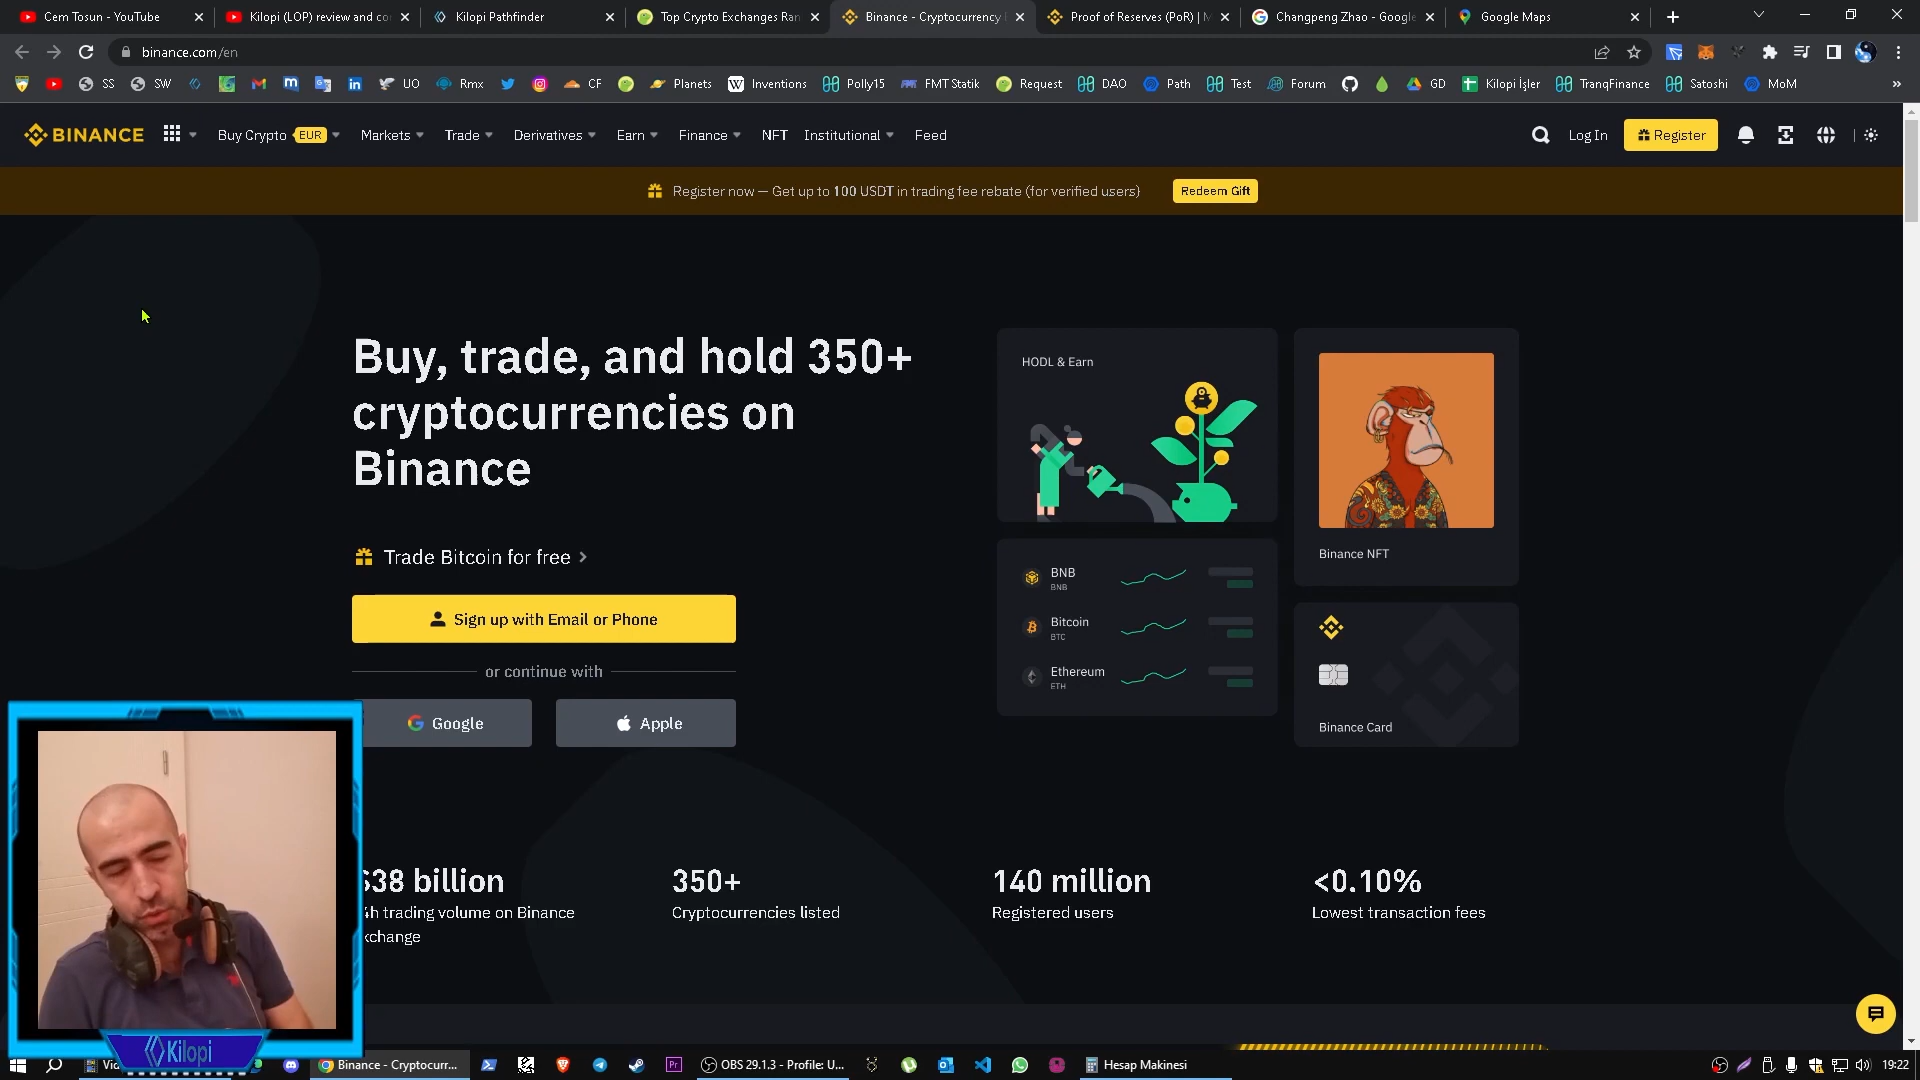 Cem Tosun - YouTube
Kilopi (LOP) review and co
Kilopi Pathfinder
Top Crypto Exchanges Ran
Binance - Cryptocurrency
Proof of Reserves (PoR) | M
Changpeng Zhao - Google
Google Maps
binance.com/en
SS
SW
UO
Rmx
CF
Planets
Inventions
Polly15
FMT Statik
Request
DAO
Path
Test
Forum
GD
Kilopi İşler
TranqFinance
Satoshi
MoM
BINANCE
Buy Crypto EUR
Markets
Trade
Derivatives
Earn
Finance
NFT
Institutional
Feed
Log In
Register
Register now — Get up to 100 USDT in trading fee rebate (for verified users)
Redeem Gift
Buy, trade, and hold 350+
cryptocurrencies on
Binance
Trade Bitcoin for free
Sign up with Email or Phone
or continue with
Google
Apple
HODL & Earn
BNB
BNB
Bitcoin
BTC
Ethereum
ETH
Binance NFT
Binance Card
$38 billion
4h trading volume on Binance
xchange
350+
Cryptocurrencies listed
140 million
Registered users
<0.10%
Lowest transaction fees
Kilopi
Vid
Binance - Cryptocurr...
OBS 29.1.3 - Profile: U...
Hesap Makinesi
19:22